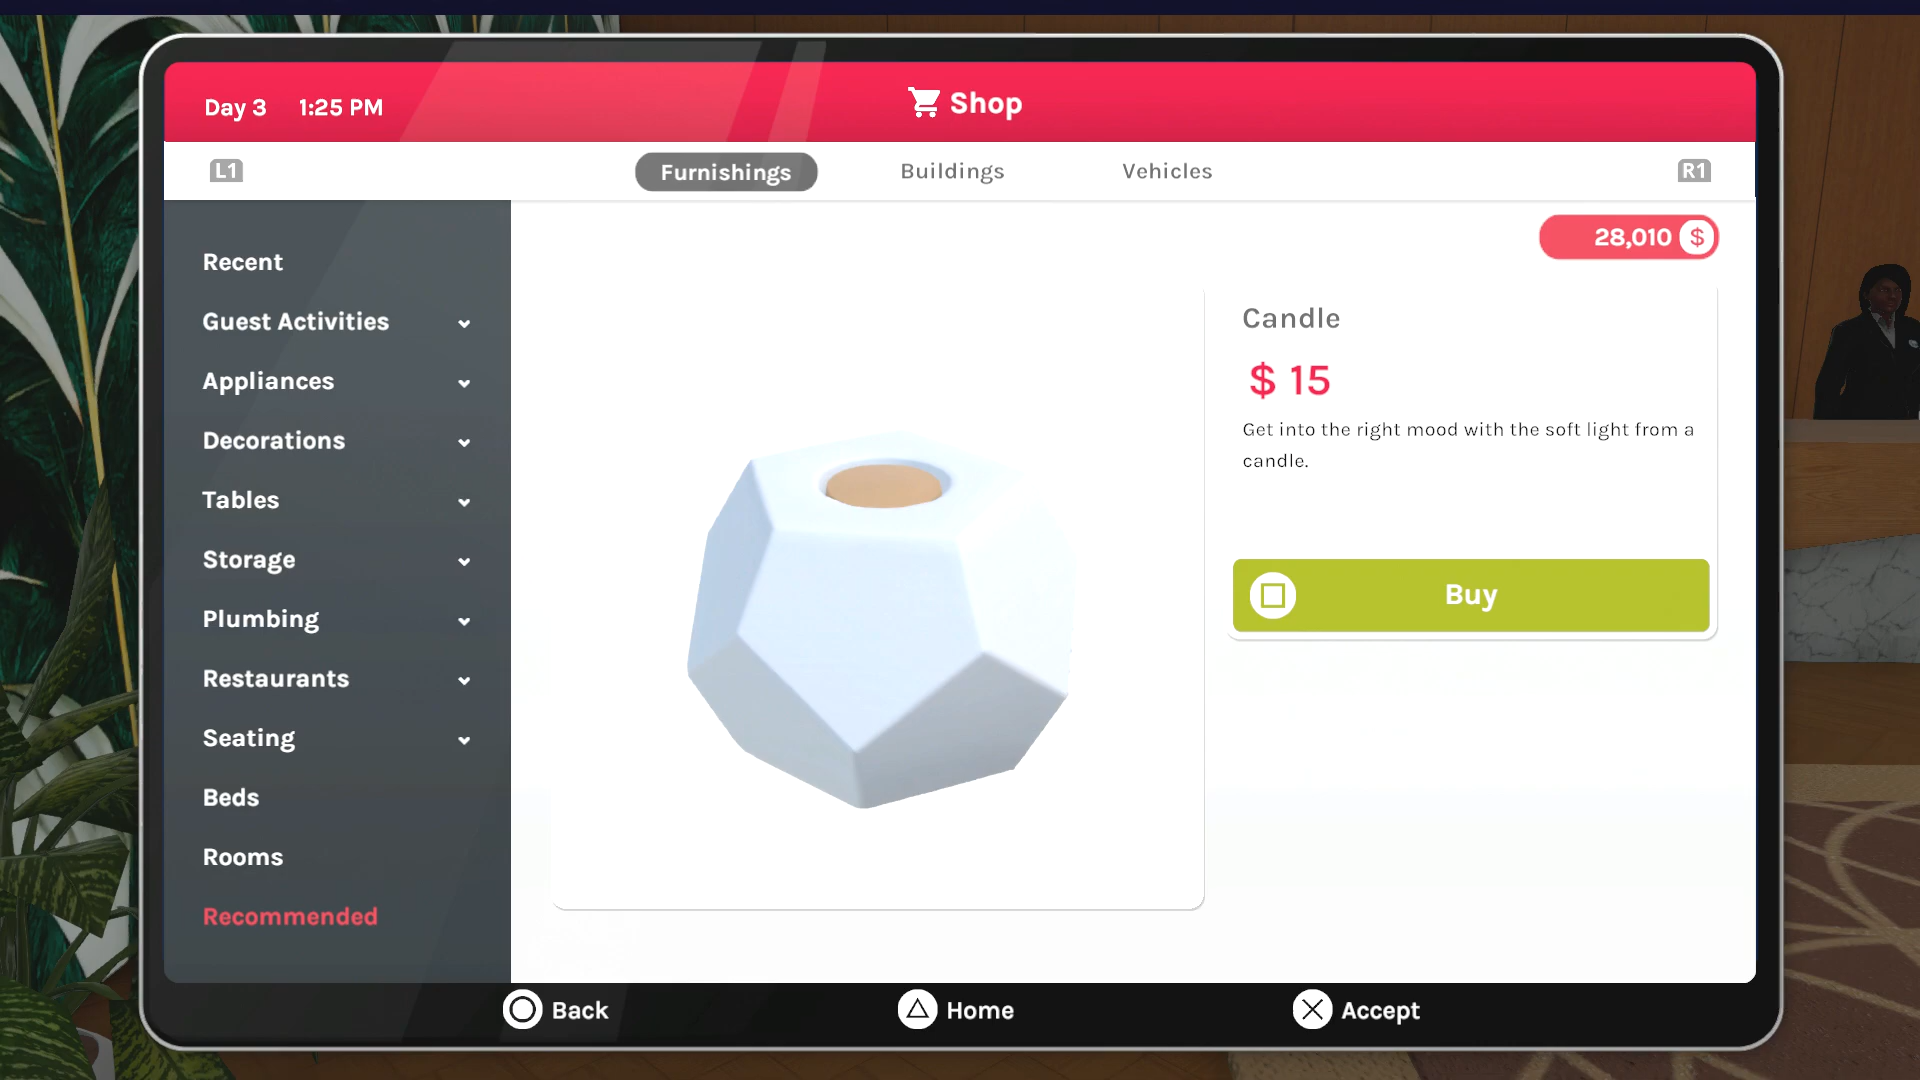 Day 3 1:25 PM
Shop
L1
Furnishings
Buildings
Vehicles
R1
28,010 $
Recent
Guest Activities
Appliances
Decorations
Tables
Storage
Plumbing
Restaurants
Seating
Beds
Rooms
Recommended
Candle
$ 15
Get into the right mood with the soft light from a
candle.
Buy
Back
Home
Accept